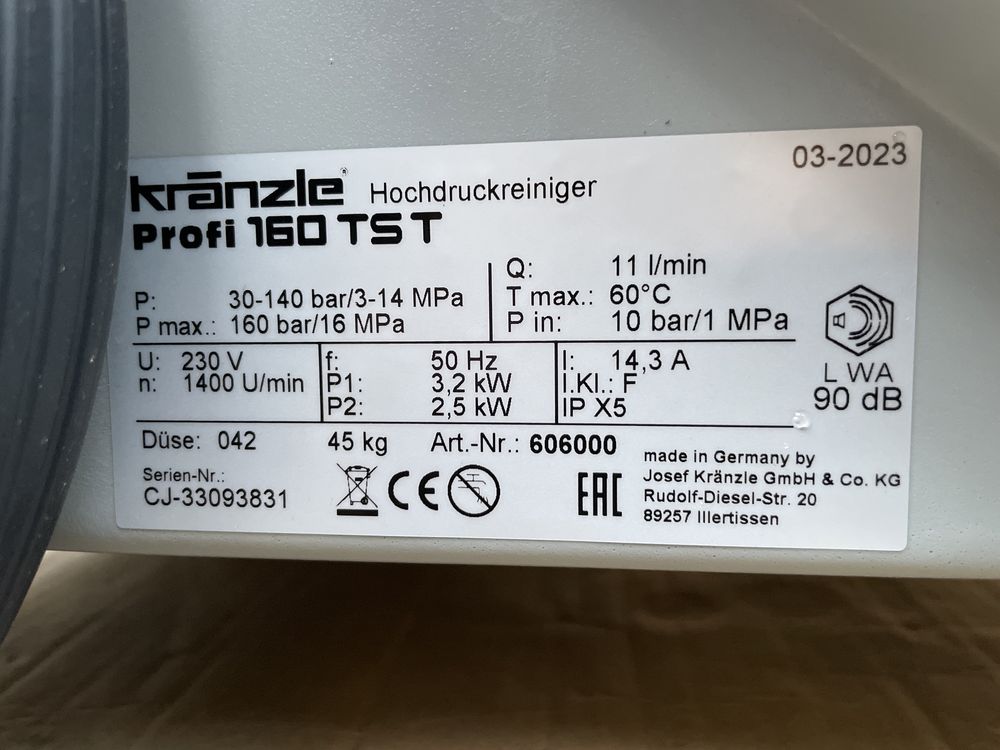 03-2023
kränzle® Hochdruckreiniger
Profi 160 TS T
P: 30-140 bar/3-14 MPa
P max.: 160 bar/16 MPa
Q: 11 l/min
T max.: 60°C
P in: 10 bar/1 MPa
U: 230 V
n: 1400 U/min
f: 50 Hz
P1: 3,2 kW
P2: 2,5 kW
I: 14,3 A
I.Kl.: F
IP X5
L WA
90 dB
Düse: 042 45 kg Art.-Nr.: 606000
Serien-Nr.:
CJ-33093831
CE
EAC
made in Germany by
Josef Kränzle GmbH & Co. KG
Rudolf-Diesel-Str. 20
89257 Illertissen